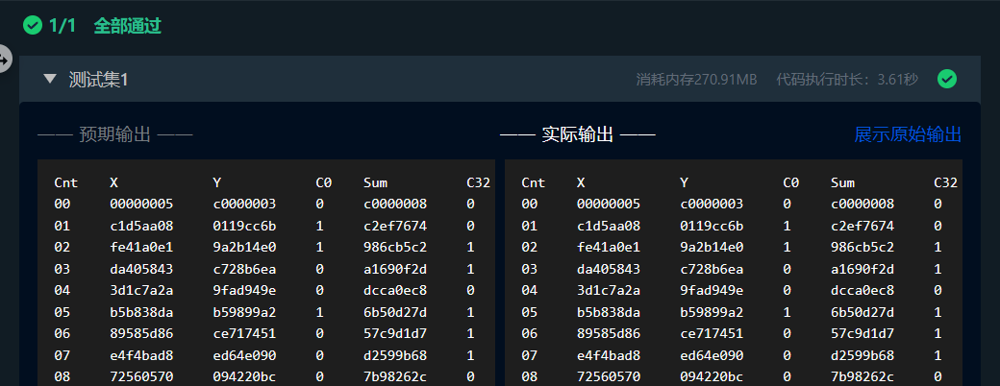 1/1 全部通过
测试集1 消耗内存270.91MB 代码执行时长：3.61秒
—— 预期输出 —— —— 实际输出 —— 展示原始输出
Cnt X Y C0 Sum C32 Cnt X Y C0 Sum C32
00 00000005 c0000003 0 c0000008 0 00 00000005 c0000003 0 c0000008 0
01 c1d5aa08 0119cc6b 1 c2ef7674 0 01 c1d5aa08 0119cc6b 1 c2ef7674 0
02 fe41a0e1 9a2b14e0 1 986cb5c2 1 02 fe41a0e1 9a2b14e0 1 986cb5c2 1
03 da405843 c728b6ea 0 a1690f2d 1 03 da405843 c728b6ea 0 a1690f2d 1
04 3d1c7a2a 9fad949e 0 dcca0ec8 0 04 3d1c7a2a 9fad949e 0 dcca0ec8 0
05 b5b838da b59899a2 1 6b50d27d 1 05 b5b838da b59899a2 1 6b50d27d 1
06 89585d86 ce717451 0 57c9d1d7 1 06 89585d86 ce717451 0 57c9d1d7 1
07 e4f4bad8 ed64e090 0 d2599b68 1 07 e4f4bad8 ed64e090 0 d2599b68 1
08 72560570 094220bc 0 7b98262c 0 08 72560570 094220bc 0 7b98262c 0